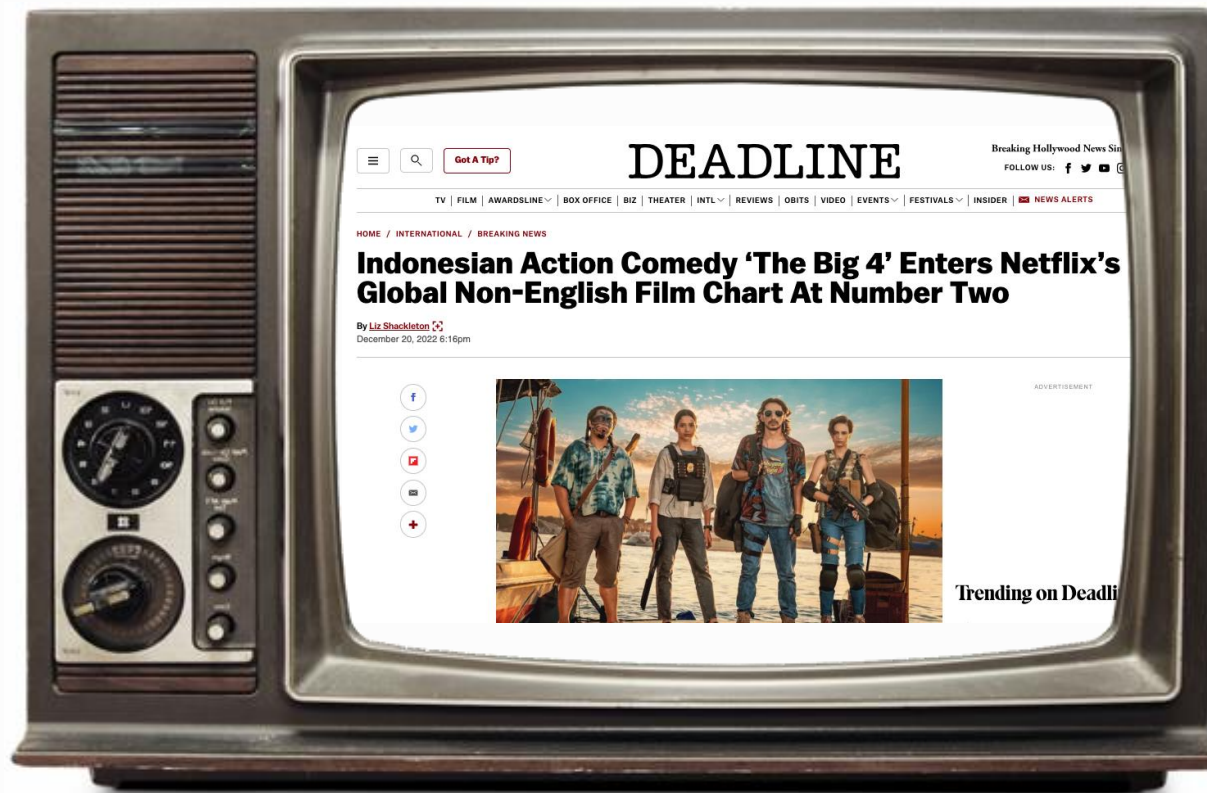 Got A Tip?
DEADLINE
Breaking Hollywood News Sin
FOLLOW US:
TV | FILM | AWARDSLINE | BOX OFFICE | BIZ | THEATER | INTL | REVIEWS | OBITS | VIDEO | EVENTS | FESTIVALS | INSIDER | NEWS ALERTS
HOME / INTERNATIONAL / BREAKING NEWS
Indonesian Action Comedy ‘The Big 4’ Enters Netflix’s
Global Non-English Film Chart At Number Two
By Liz Shackleton [+]
December 20, 2022 6:16pm
ADVERTISEMENT
Trending on Deadli